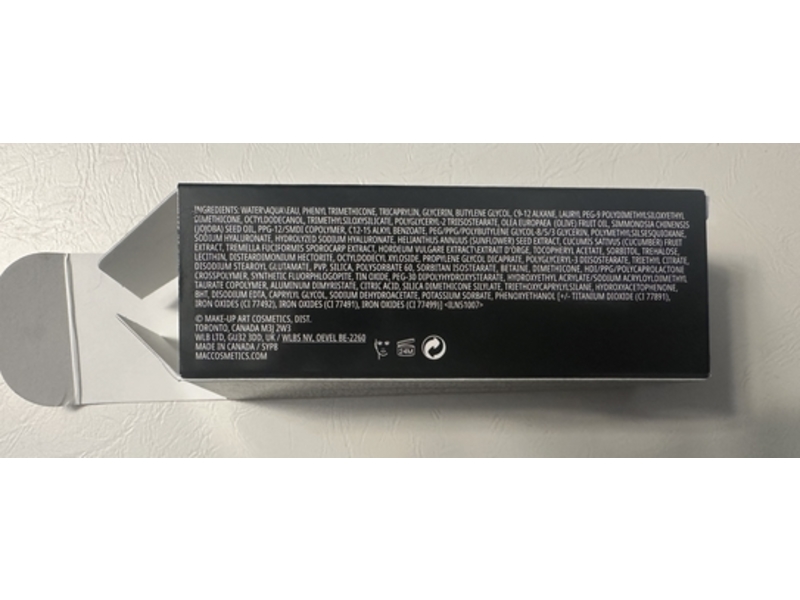 INGREDIENTS: WATER\AQUA\EAU, PHENYL TRIMETHICONE, TRICAPRYLIN, GLYCERIN, BUTYLENE GLYCOL, C9-12 ALKANE, LAURYL PEG-9 POLYDIMETHYLSILOXYETHYL
DIMETHICONE, OCTYLDODECANOL, TRIMETHYLSILOXYSILICATE, POLYGLYCERYL-2 TRIISOSTEARATE, OLEA EUROPAEA (OLIVE) FRUIT OIL, SIMMONDSIA CHINENSIS
(JOJOBA) SEED OIL, PPG-12/SMDI COPOLYMER, C12-15 ALKYL BENZOATE, PEG/PPG/POLYBUTYLENE GLYCOL-8/5/3 GLYCERIN, POLYMETHYLSILSESQUIOXANE,
SODIUM HYALURONATE, HYDROLYZED SODIUM HYALURONATE, HELIANTHUS ANNUUS (SUNFLOWER) SEED EXTRACT, CUCUMIS SATIVUS (CUCUMBER) FRUIT
EXTRACT, TREMELLA FUCIFORMIS SPOROCARP EXTRACT, HORDEUM VULGARE EXTRACT\EXTRAIT D'ORGE, TOCOPHERYL ACETATE, SORBITOL, TREHALOSE,
LECITHIN, DISTEARDIMONIUM HECTORITE, OCTYLDODECYL XYLOSIDE, PROPYLENE GLYCOL DICAPRATE, POLYGLYCERYL-3 DIISOSTEARATE, TRIETHYL CITRATE,
DISODIUM STEAROYL GLUTAMATE, PVP, SILICA, POLYSORBATE 60, SORBITAN ISOSTEARATE, BETAINE, DIMETHICONE, HDI/PPG/POLYCAPROLACTONE
CROSSPOLYMER, SYNTHETIC FLUORPHLOGOPITE, TIN OXIDE, PEG-30 DIPOLYHYDROXYSTEARATE, HYDROXYETHYL ACRYLATE/SODIUM ACRYLOYLDIMETHYL
TAURATE COPOLYMER, ALUMINUM DIMYRISTATE, CITRIC ACID, SILICA DIMETHICONE SILYLATE, TRIETHOXYCAPRYLYLSILANE, HYDROXYACETOPHENONE,
BHT, DISODIUM EDTA, CAPRYLYL GLYCOL, SODIUM DEHYDROACETATE, POTASSIUM SORBATE, PHENOXYETHANOL [+/- TITANIUM DIOXIDE (CI 77891),
IRON OXIDES (CI 77492), IRON OXIDES (CI 77491), IRON OXIDES (CI 77499)] <ILN51007>
© MAKE-UP ART COSMETICS, DIST.
TORONTO, CANADA M3J 2W3
WLB LTD, GU32 3DD, UK / WLBS NV, OEVEL BE-2260
MADE IN CANADA / SYP8
MACCOSMETICS.COM
24M